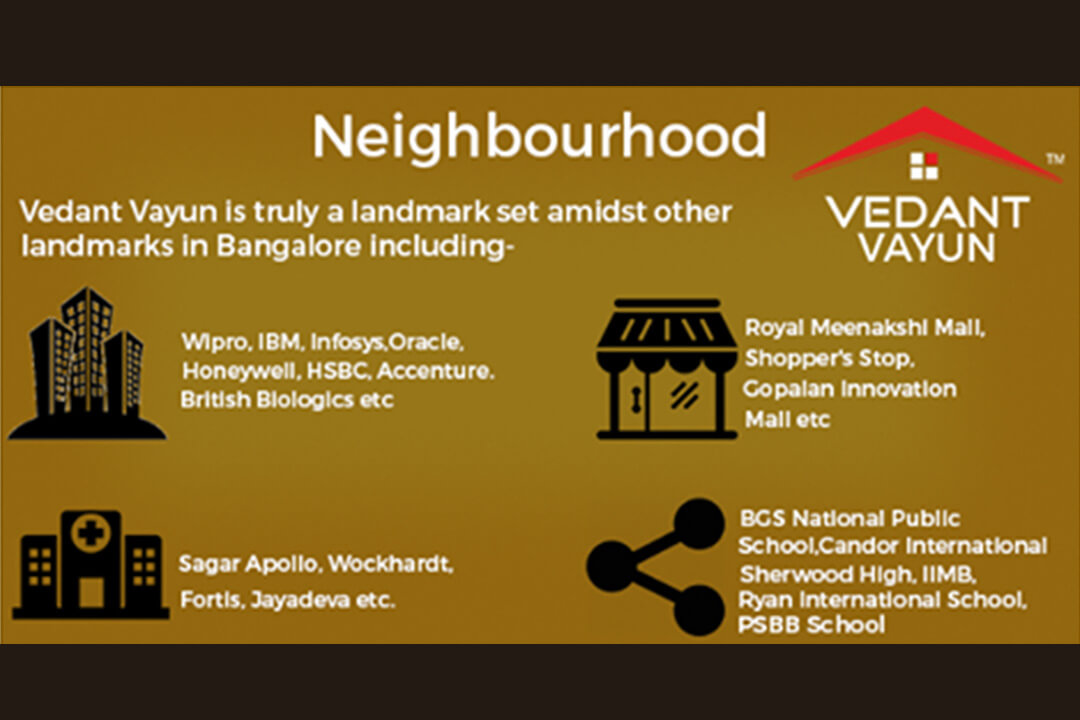 Neighbourhood
TM
VEDANT
VAYUN
Vedant Vayun is truly a landmark set amidst other
landmarks in Bangalore including-
Wipro, IBM, Infosys,Oracle,
Honeywell, HSBC, Accenture.
British Biologics etc
Royal Meenakshi Mall,
Shopper's Stop,
Gopalan Innovation
Mall etc
Sagar Apollo, Wockhardt,
Fortis, Jayadeva etc.
BGS National Public
School,Candor International
Sherwood High, IIMB,
Ryan International School,
PSBB School